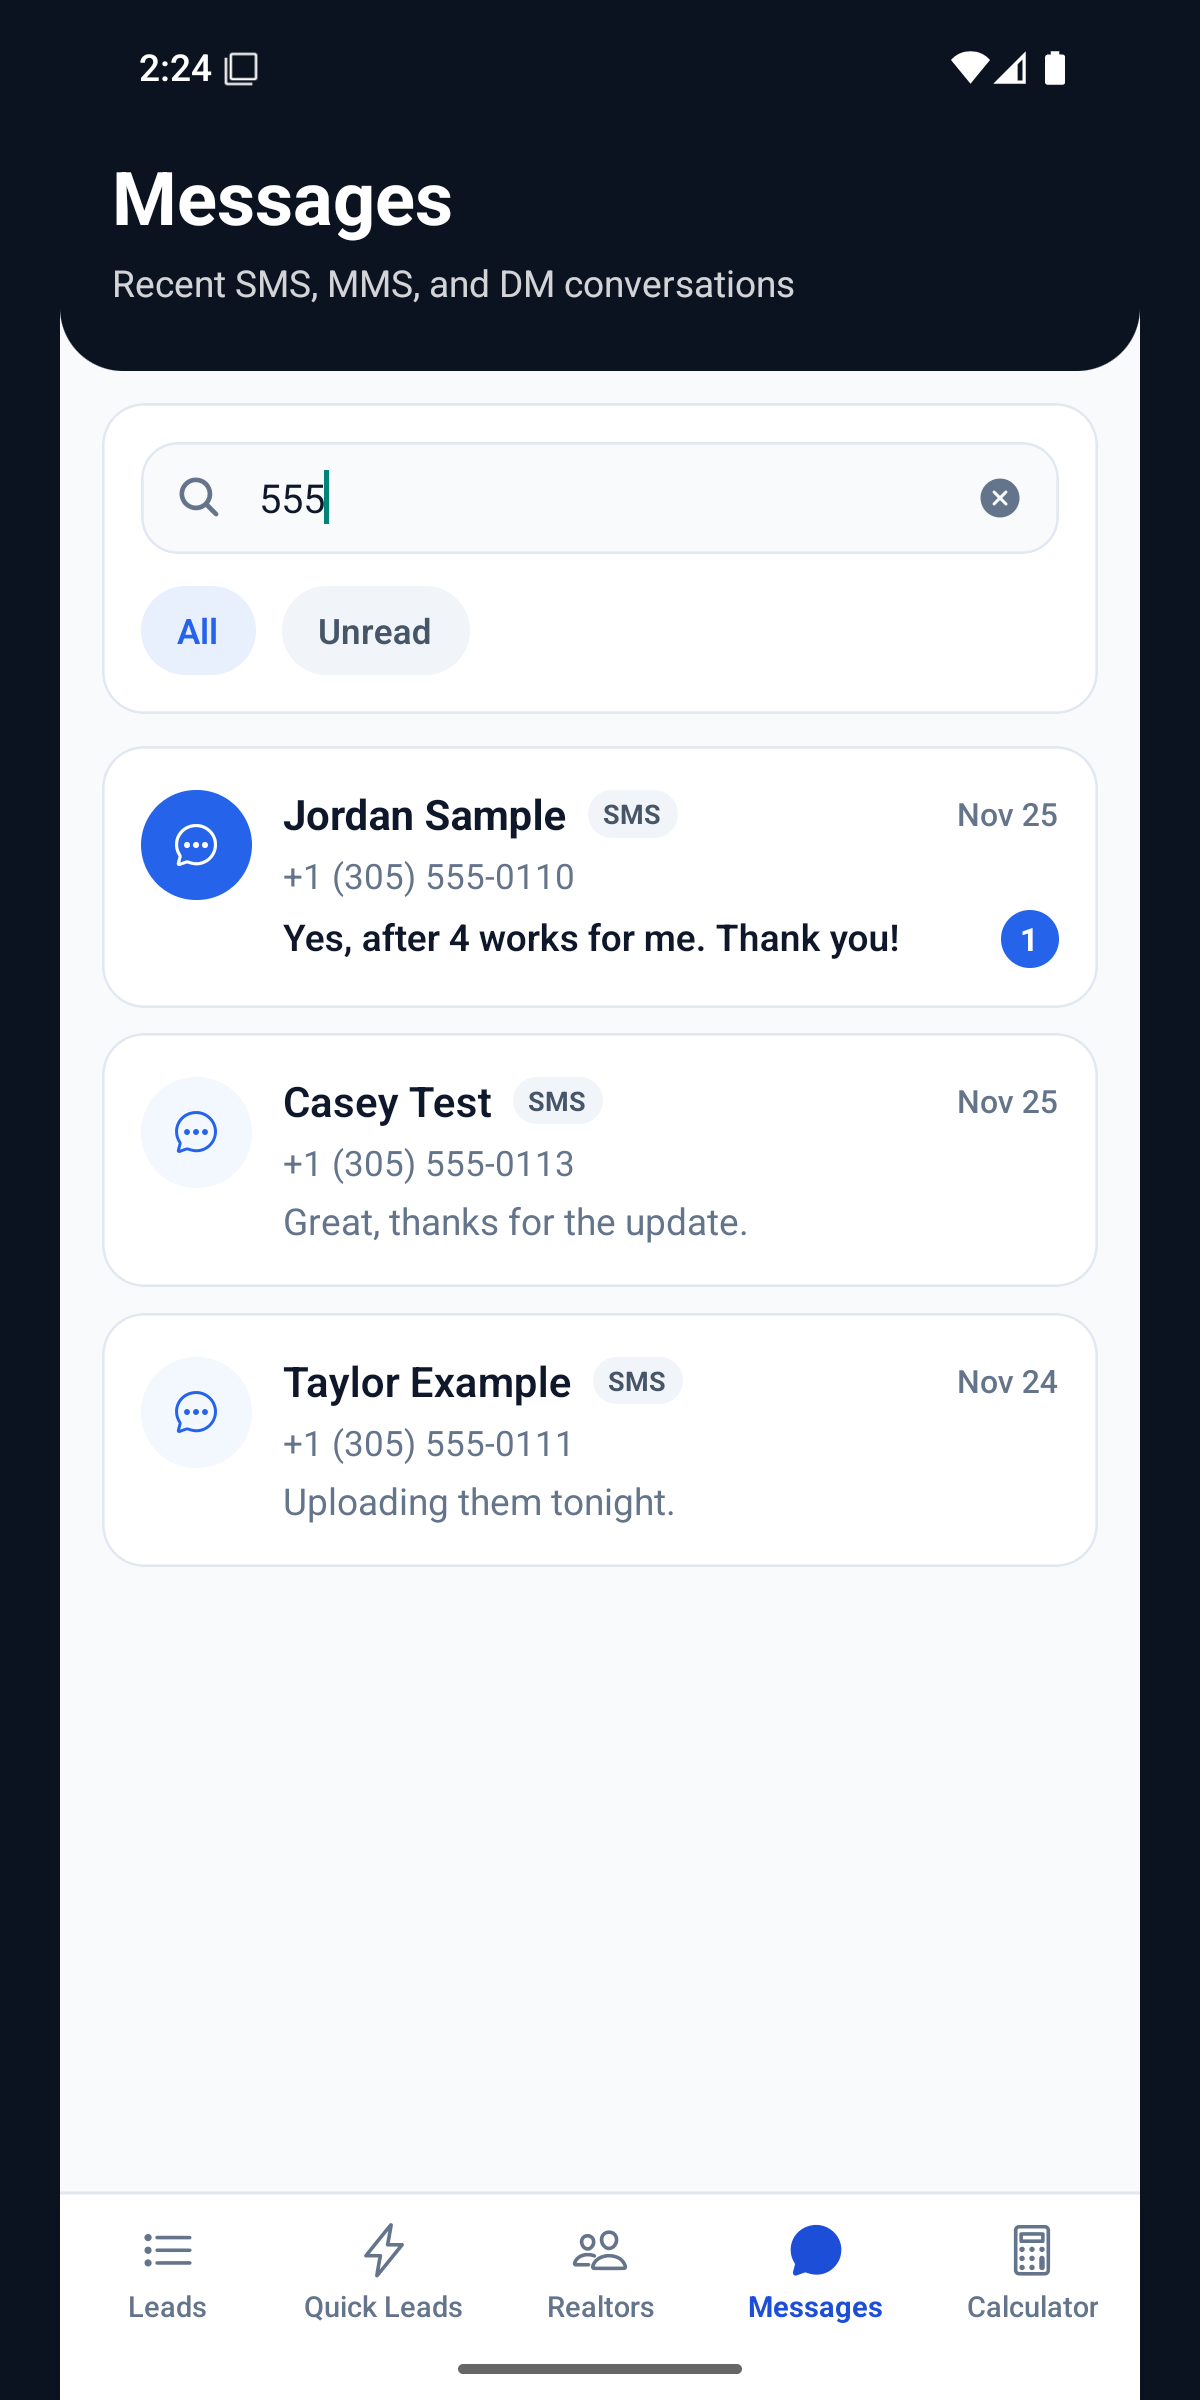 2:24
Messages
Recent SMS, MMS, and DM conversations
555
All
Unread
Jordan Sample SMS Nov 25
+1 (305) 555-0110
Yes, after 4 works for me. Thank you! 1
Casey Test SMS Nov 25
+1 (305) 555-0113
Great, thanks for the update.
Taylor Example SMS Nov 24
+1 (305) 555-0111
Uploading them tonight.
Leads Quick Leads Realtors Messages Calculator